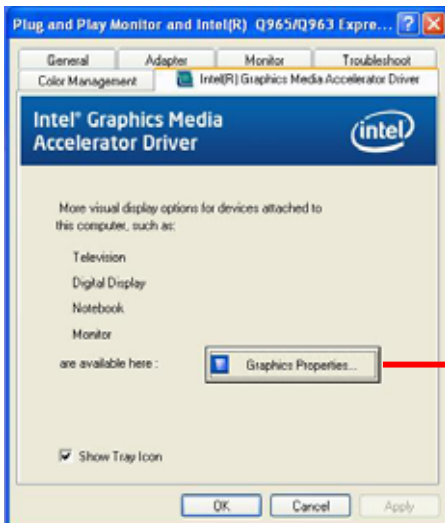 Plug and Play Monitor and Intel(R) Q965/Q963 Expre...
General Adapter Monitor Troubleshoot
Color Management Intel(R) Graphics Media Accelerator Driver
Intel® Graphics Media
Accelerator Driver
intel
More visual display options for devices attached to
this computer, such as:
Television
Digital Display
Notebook
Monitor
are available here :
Graphics Properties...
Show Tray Icon
OK Cancel Apply